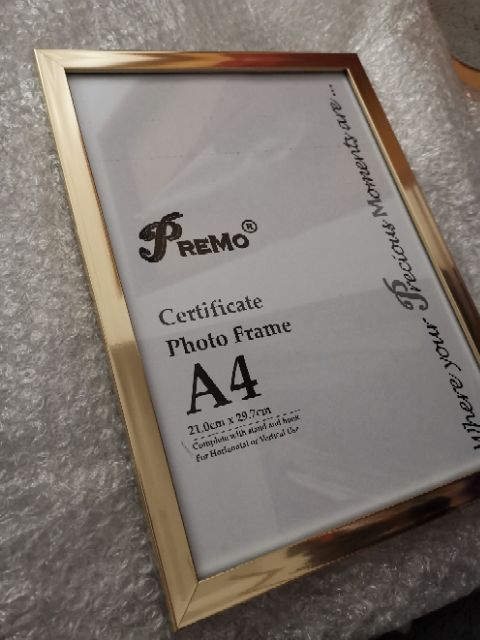 PREMO®
Certificate
Photo Frame
A4
21.0cm x 29.7cm
Complete with stand and hook
For Horizontal or Vertical Use
Where your Precious Moments are...